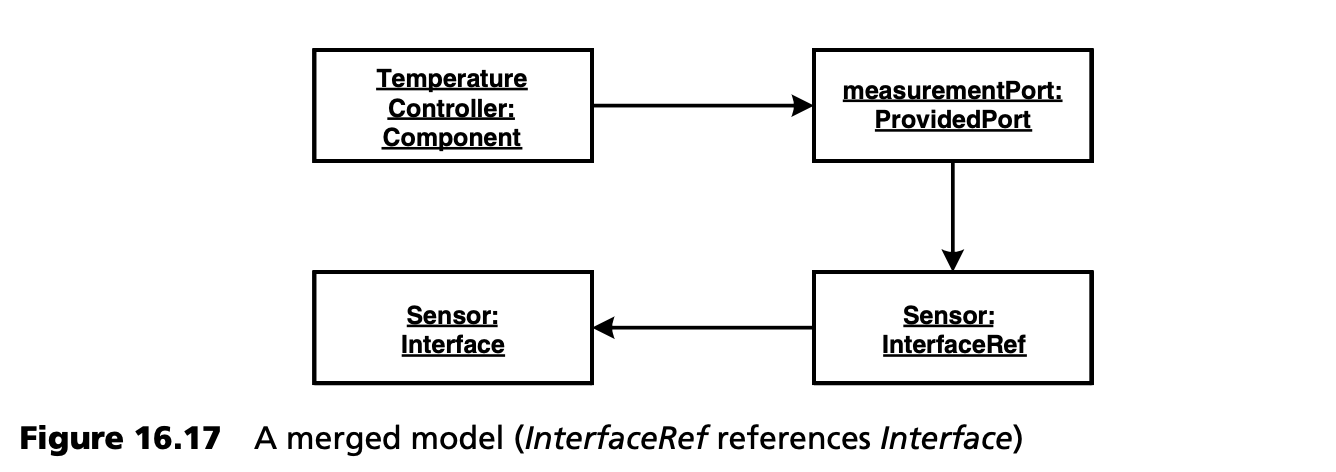 Temperature
Controller:
Component
measurementPort:
ProvidedPort
Sensor:
Interface
Sensor:
InterfaceRef
Figure 16.17 A merged model (InterfaceRef references Interface)